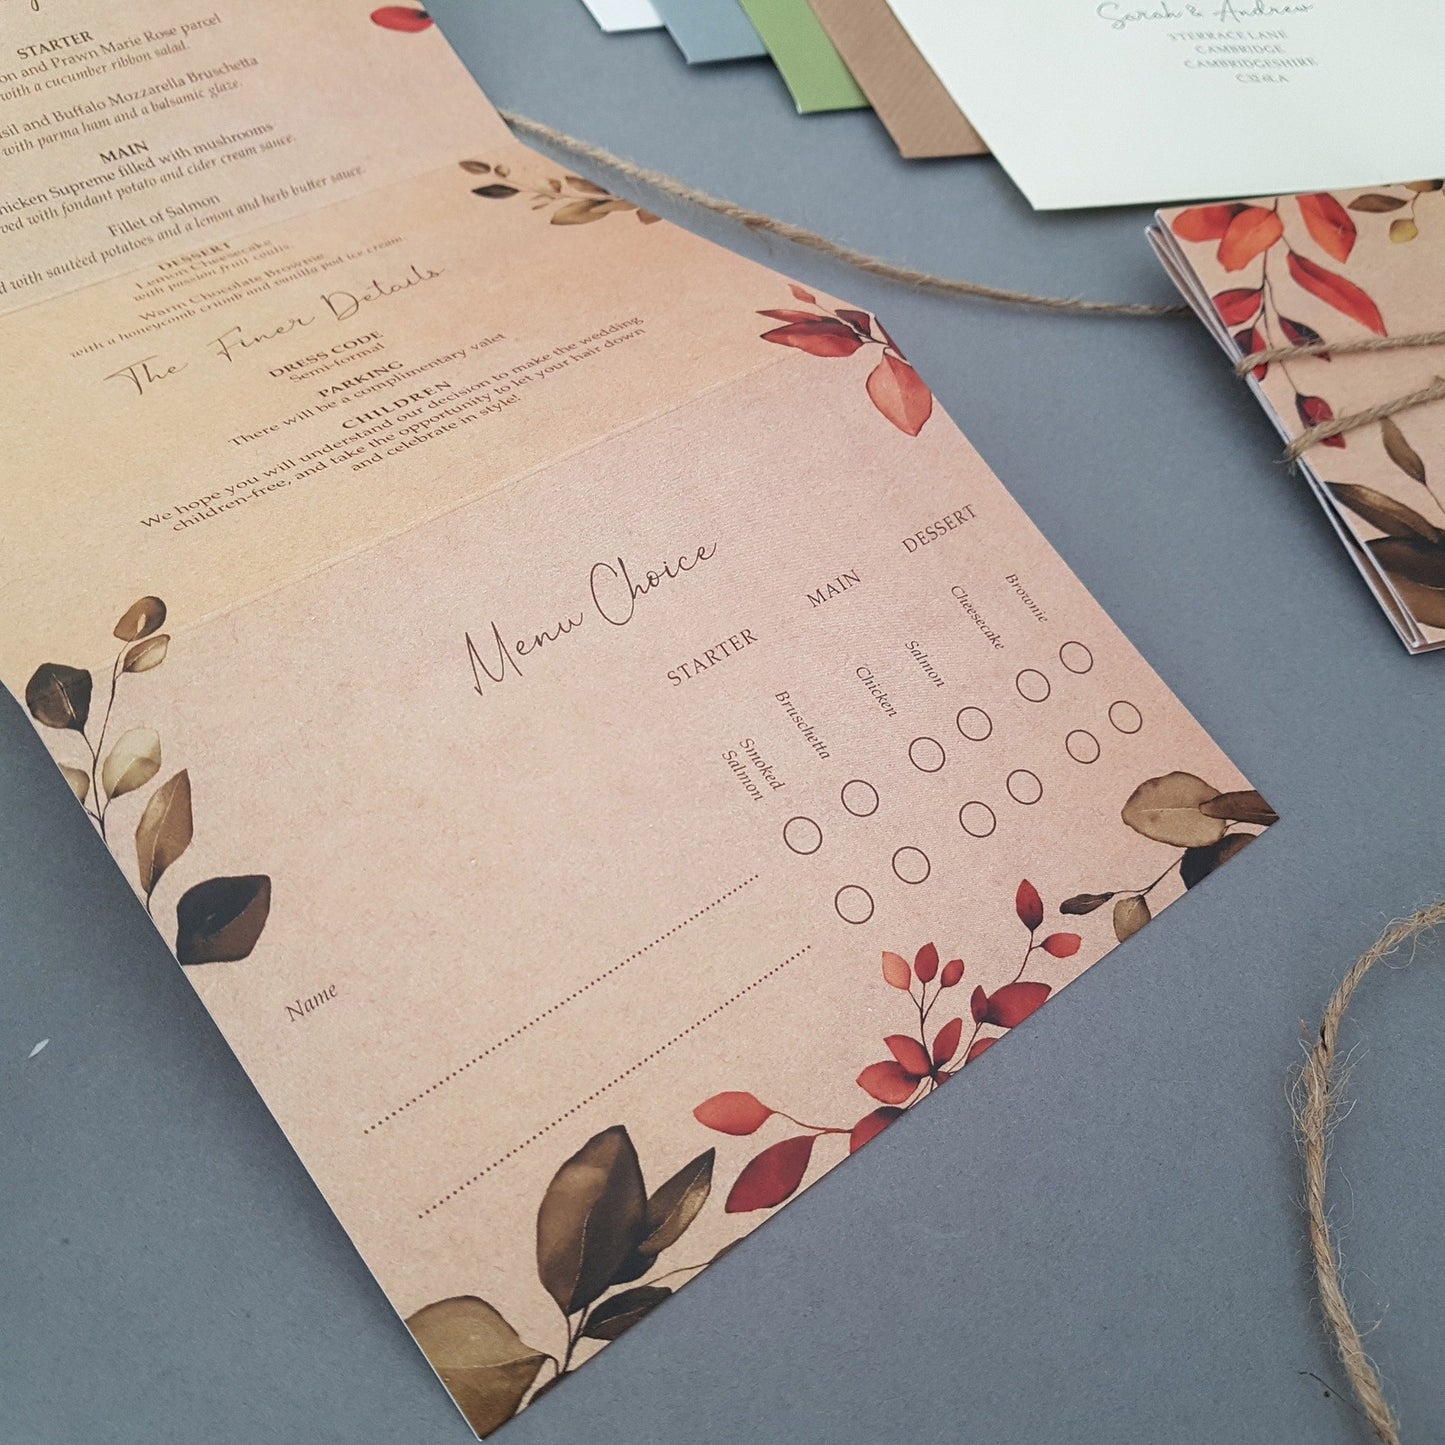 STARTER
on and Prawn Marie Rose parcel
with a cucumber ribbon salad.
and Buffalo Mozzarella Bruschetta
with parma ham and a balsamic glaze.
MAIN
hicken Supreme filled with mushrooms
ved with fondant potato and cider cream sauce.
Fillet of Salmon
d with sautéed potatoes and a lemon and herb butter sauce.
DESSERT
Lemon Cheesecake
with passion fruit coulis.
Warm Chocolate Brownie
with a honeycomb crumb and vanilla pod ice cream
The Finer Details
DRESS CODE
Semi-formal
PARKING
There will be a complimentary valet
CHILDREN
We hope you will understand our decision to make the wedding
children-free, and take the opportunity to let your hair down
and celebrate in style!
Menu Choice
STARTER
MAIN
DESSERT
Smoked
Salmon
Bruschetta
Chicken
Salmon
Cheesecake
Brownie
Name
Sarah & Andrew
3 TERRACE LANE
CAMBRIDGE
CAMBRIDGESHIRE